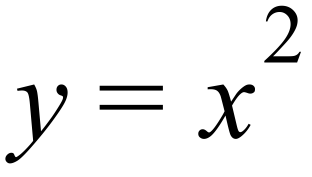 y = x²